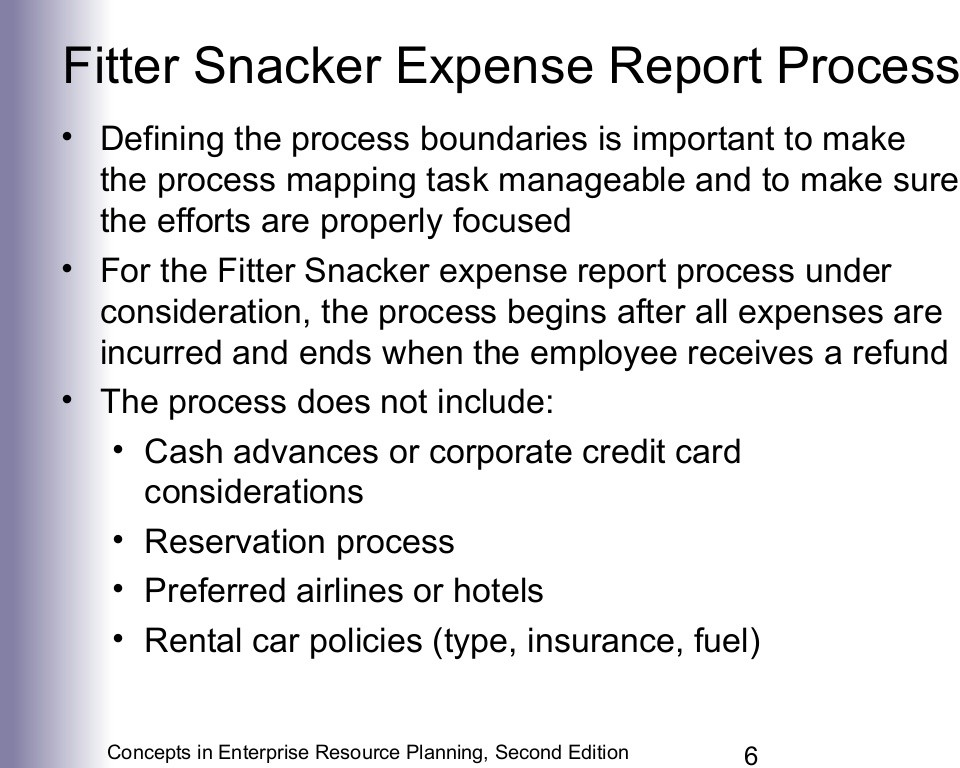 Fitter Snacker Expense Report Process
• Defining the process boundaries is important to make
the process mapping task manageable and to make sure
the efforts are properly focused
• For the Fitter Snacker expense report process under
consideration, the process begins after all expenses are
incurred and ends when the employee receives a refund
• The process does not include:
• Cash advances or corporate credit card
considerations
• Reservation process
• Preferred airlines or hotels
• Rental car policies (type, insurance, fuel)
Concepts in Enterprise Resource Planning, Second Edition
6